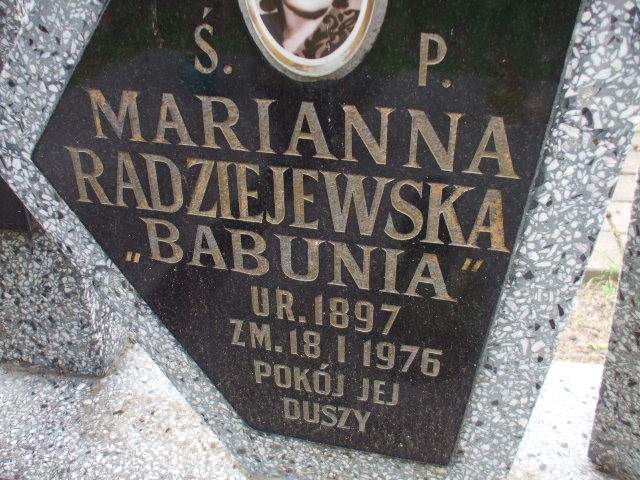 Ś. P.
MARIANNA
RADZIEJEWSKA
„BABUNIA”
UR. 1897
ZM. 18 I 1976
POKÓJ JEJ
DUSZY